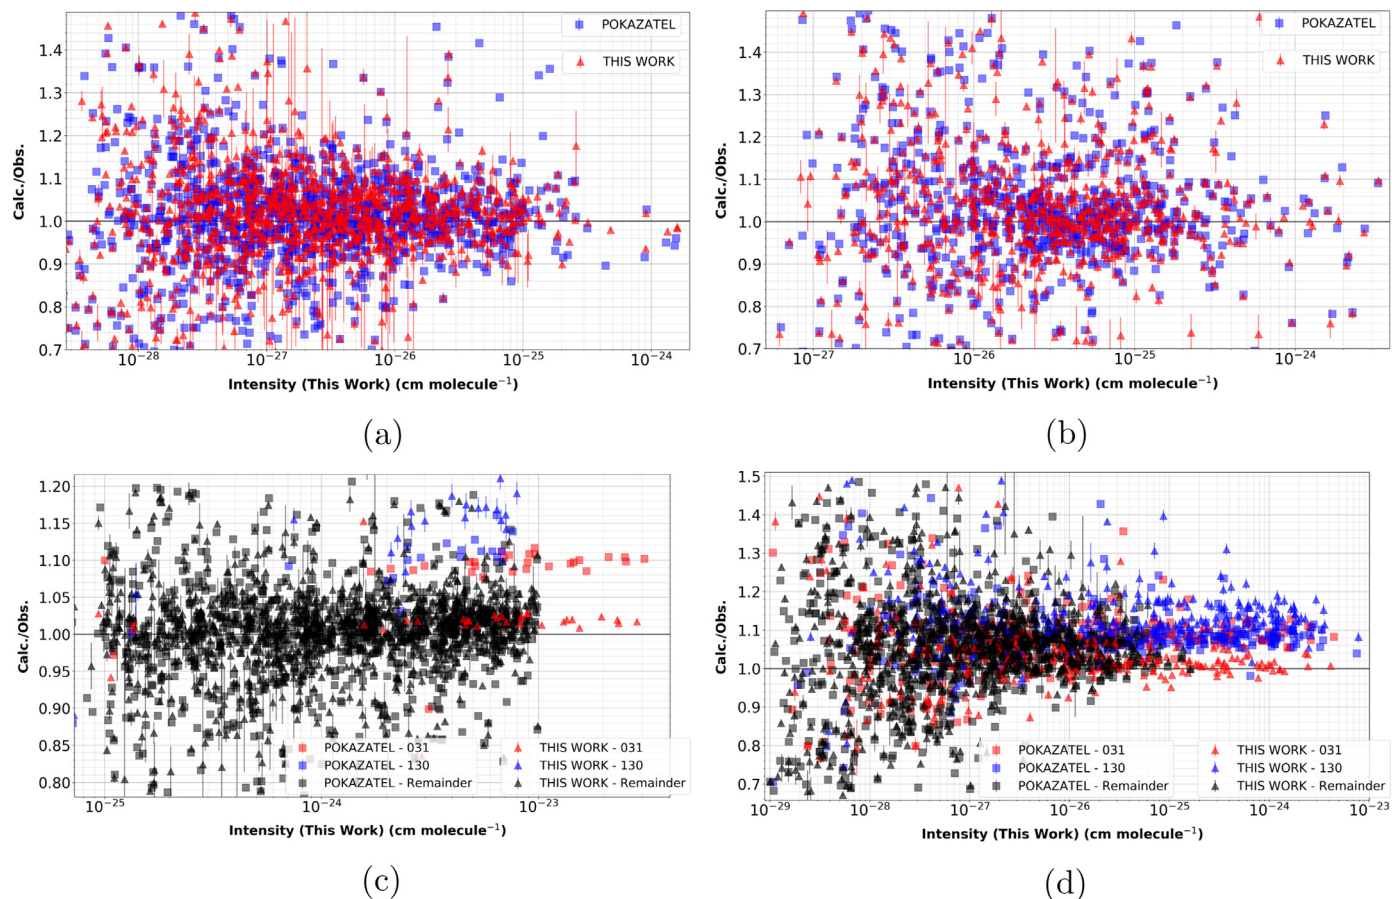 POKAZATEL
THIS WORK
1.4
1.3
1.2
1.1
1.0
0.9
0.8
0.7
Calc./Obs.
10⁻²⁸ 10⁻²⁷ 10⁻²⁶ 10⁻²⁵ 10⁻²⁴
Intensity (This Work) (cm molecule⁻¹)
(a)
POKAZATEL
THIS WORK
1.4
1.3
1.2
1.1
1.0
0.9
0.8
0.7
Calc./Obs.
10⁻²⁷ 10⁻²⁶ 10⁻²⁵ 10⁻²⁴
Intensity (This Work) (cm molecule⁻¹)
(b)
1.20
1.15
1.10
1.05
1.00
0.95
0.90
0.85
0.80
Calc./Obs.
POKAZATEL - 031 THIS WORK - 031
POKAZATEL - 130 THIS WORK - 130
POKAZATEL - Remainder THIS WORK - Remainder
10⁻²⁵ 10⁻²⁴ 10⁻²³
Intensity (This Work) (cm molecule⁻¹)
(c)
1.5
1.4
1.3
1.2
1.1
1.0
0.9
0.8
0.7
Calc./Obs.
POKAZATEL - 031 THIS WORK - 031
POKAZATEL - 130 THIS WORK - 130
POKAZATEL - Remainder THIS WORK - Remainder
10⁻²⁹ 10⁻²⁸ 10⁻²⁷ 10⁻²⁶ 10⁻²⁵ 10⁻²⁴ 10⁻²³
Intensity (This Work) (cm molecule⁻¹)
(d)